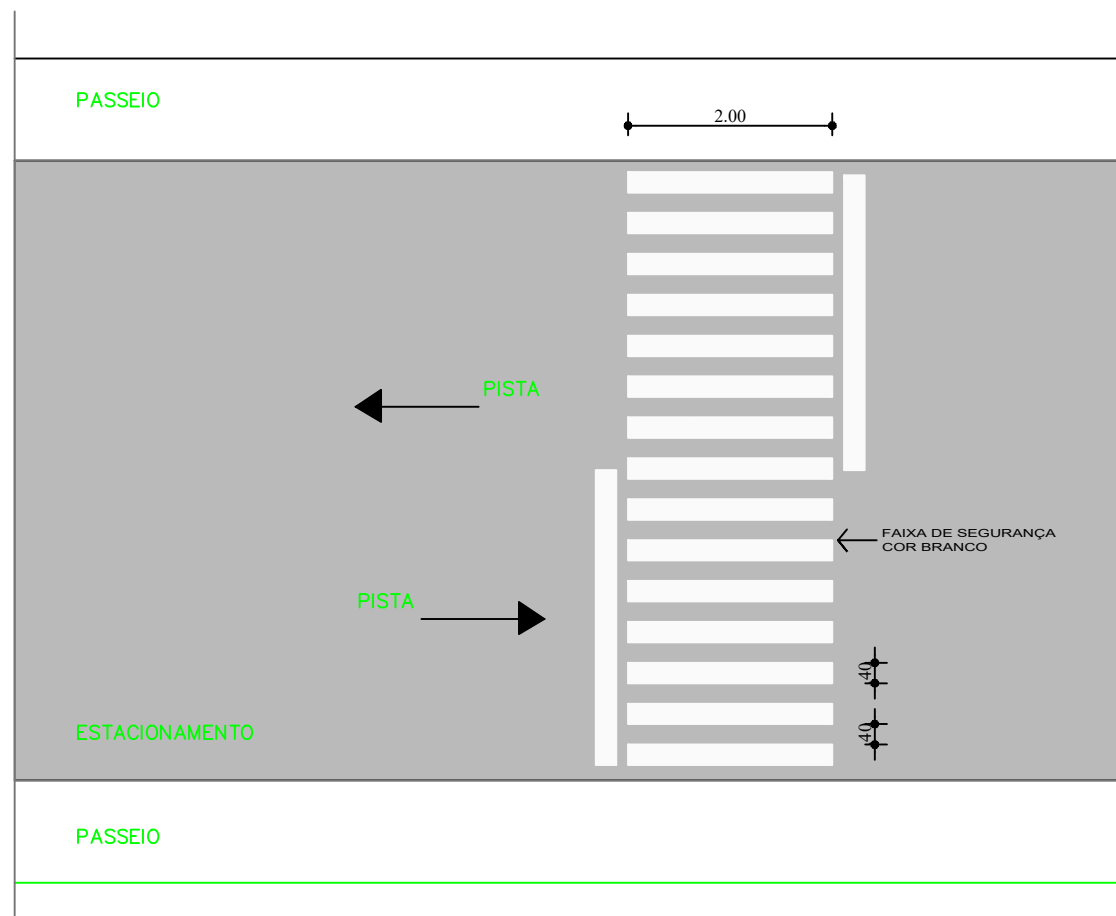 PASSEIO
2.00
PISTA
FAIXA DE SEGURANÇA
COR BRANCO
PISTA
40
ESTACIONAMENTO
40
PASSEIO